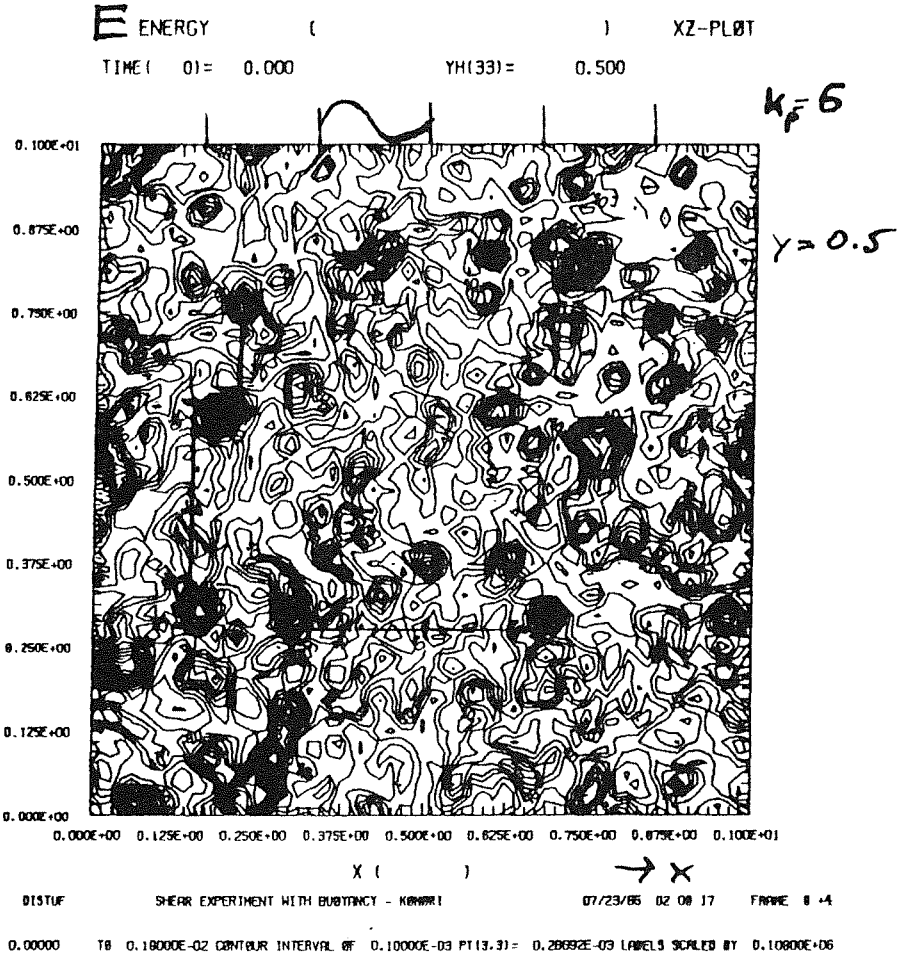 E ENERGY ( ) XZ-PLØT
TIME( 0)= 0.000 YH(33)= 0.500
kp=6
0.100E+01
0.875E+00
y=0.5
0.750E+00
0.625E+00
0.500E+00
0.375E+00
0.250E+00
0.125E+00
0.000E+00
0.000E+00 0.125E+00 0.250E+00 0.375E+00 0.500E+00 0.625E+00 0.750E+00 0.875E+00 0.100E+01
X ( ) → X
DISTUF SHEAR EXPERIMENT WITH BUØYANCY - KØMØRI 07/23/86 02 08 17 FRAME
0.00000 TØ 0.18000E-02 CØNTØUR INTERVAL ØF 0.10000E-03 PT(3,3)= 0.28692E-03 LABELS SCALED BY 0.10000E+06